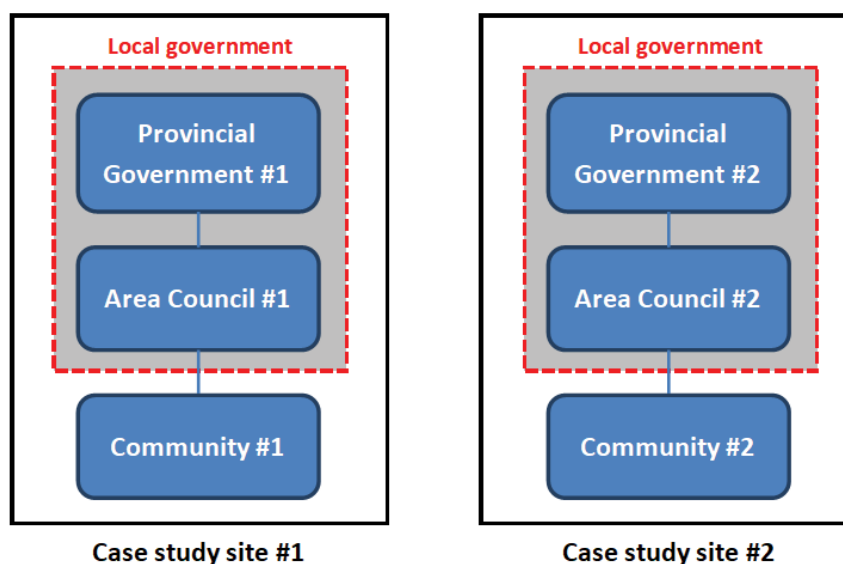 Local government
Provincial
Government #1
Area Council #1
Community #1
Case study site #1
Local government
Provincial
Government #2
Area Council #2
Community #2
Case study site #2